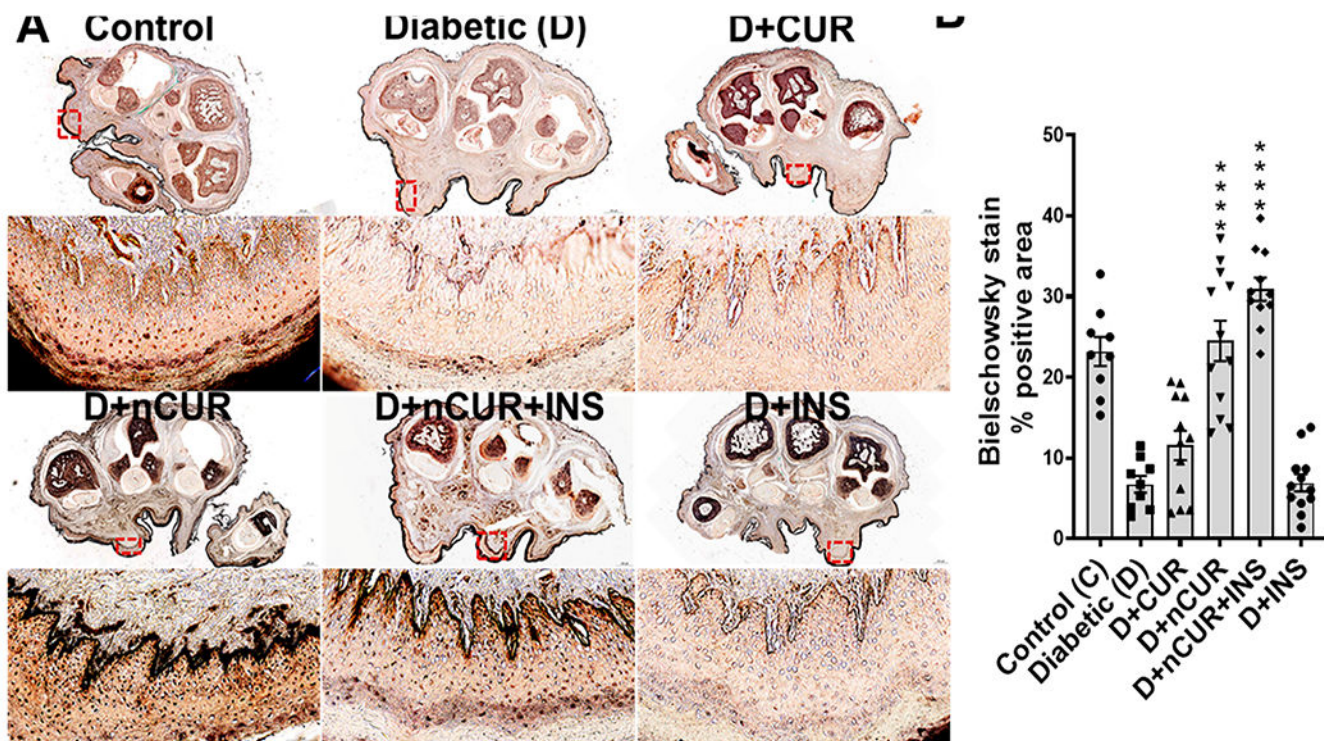 A
Control
Diabetic (D)
D+CUR
B
D+nCUR
D+nCUR+INS
D+INS
Bielschowsky stain
% positive area
50
40
30
20
10
0
****
****
Control (C)
Diabetic (D)
D+CUR
D+nCUR
D+nCUR+INS
D+INS